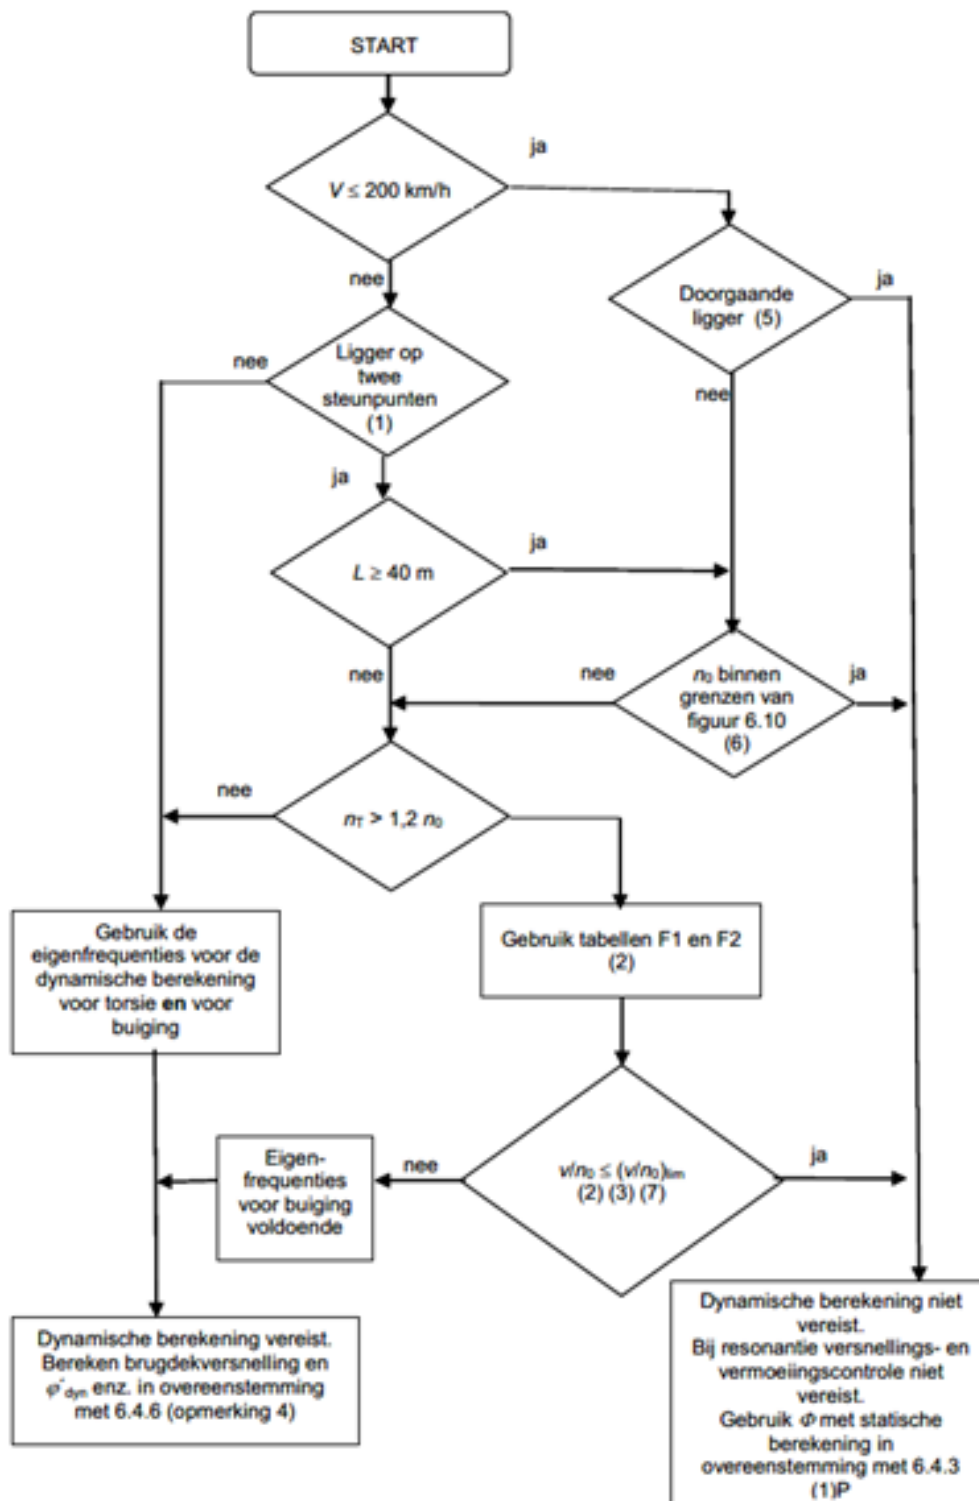 START
ja
V ≤ 200 km/h
nee
ja
Doorgaande
ligger (5)
nee
Ligger op
twee
steunpunten
(1)
nee
ja
ja
L ≥ 40 m
nee
nee
n₀ binnen
grenzen van
figuur 6.10
(6)
ja
nee
nT > 1,2 n₀
Gebruik de
eigenfrequenties voor de
dynamische berekening
voor torsie en voor
buiging
Gebruik tabellen F1 en F2
(2)
Eigen-
frequenties
voor buiging
voldoende
nee
v/n₀ ≤ (v/n₀)lim
(2) (3) (7)
ja
Dynamische berekening vereist.
Bereken brugdekversnelling en
φ'dyn enz. in overeenstemming
met 6.4.6 (opmerking 4)
Dynamische berekening niet
vereist.
Bij resonantie versnellings- en
vermoeiingscontrole niet
vereist.
Gebruik Φ met statische
berekening in
overeenstemming met 6.4.3
(1)P